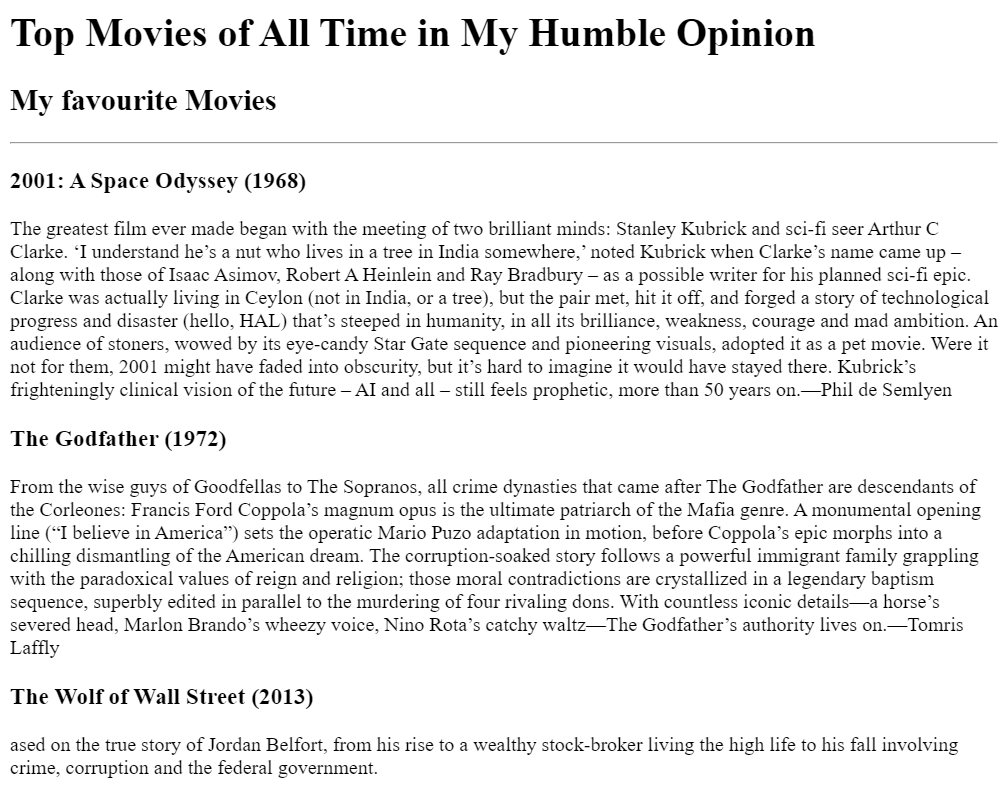 Top Movies of All Time in My Humble Opinion
My favourite Movies
2001: A Space Odyssey (1968)
The greatest film ever made began with the meeting of two brilliant minds: Stanley Kubrick and sci-fi seer Arthur C
Clarke. ‘I understand he’s a nut who lives in a tree in India somewhere,’ noted Kubrick when Clarke’s name came up –
along with those of Isaac Asimov, Robert A Heinlein and Ray Bradbury – as a possible writer for his planned sci-fi epic.
Clarke was actually living in Ceylon (not in India, or a tree), but the pair met, hit it off, and forged a story of technological
progress and disaster (hello, HAL) that’s steeped in humanity, in all its brilliance, weakness, courage and mad ambition. An
audience of stoners, wowed by its eye-candy Star Gate sequence and pioneering visuals, adopted it as a pet movie. Were it
not for them, 2001 might have faded into obscurity, but it’s hard to imagine it would have stayed there. Kubrick’s
frighteningly clinical vision of the future – AI and all – still feels prophetic, more than 50 years on.—Phil de Semlyen
The Godfather (1972)
From the wise guys of Goodfellas to The Sopranos, all crime dynasties that came after The Godfather are descendants of
the Corleones: Francis Ford Coppola’s magnum opus is the ultimate patriarch of the Mafia genre. A monumental opening
line (“I believe in America”) sets the operatic Mario Puzo adaptation in motion, before Coppola’s epic morphs into a
chilling dismantling of the American dream. The corruption-soaked story follows a powerful immigrant family grappling
with the paradoxical values of reign and religion; those moral contradictions are crystallized in a legendary baptism
sequence, superbly edited in parallel to the murdering of four rivaling dons. With countless iconic details—a horse’s
severed head, Marlon Brando’s wheezy voice, Nino Rota’s catchy waltz—The Godfather’s authority lives on.—Tomris
Laffly
The Wolf of Wall Street (2013)
ased on the true story of Jordan Belfort, from his rise to a wealthy stock-broker living the high life to his fall involving
crime, corruption and the federal government.